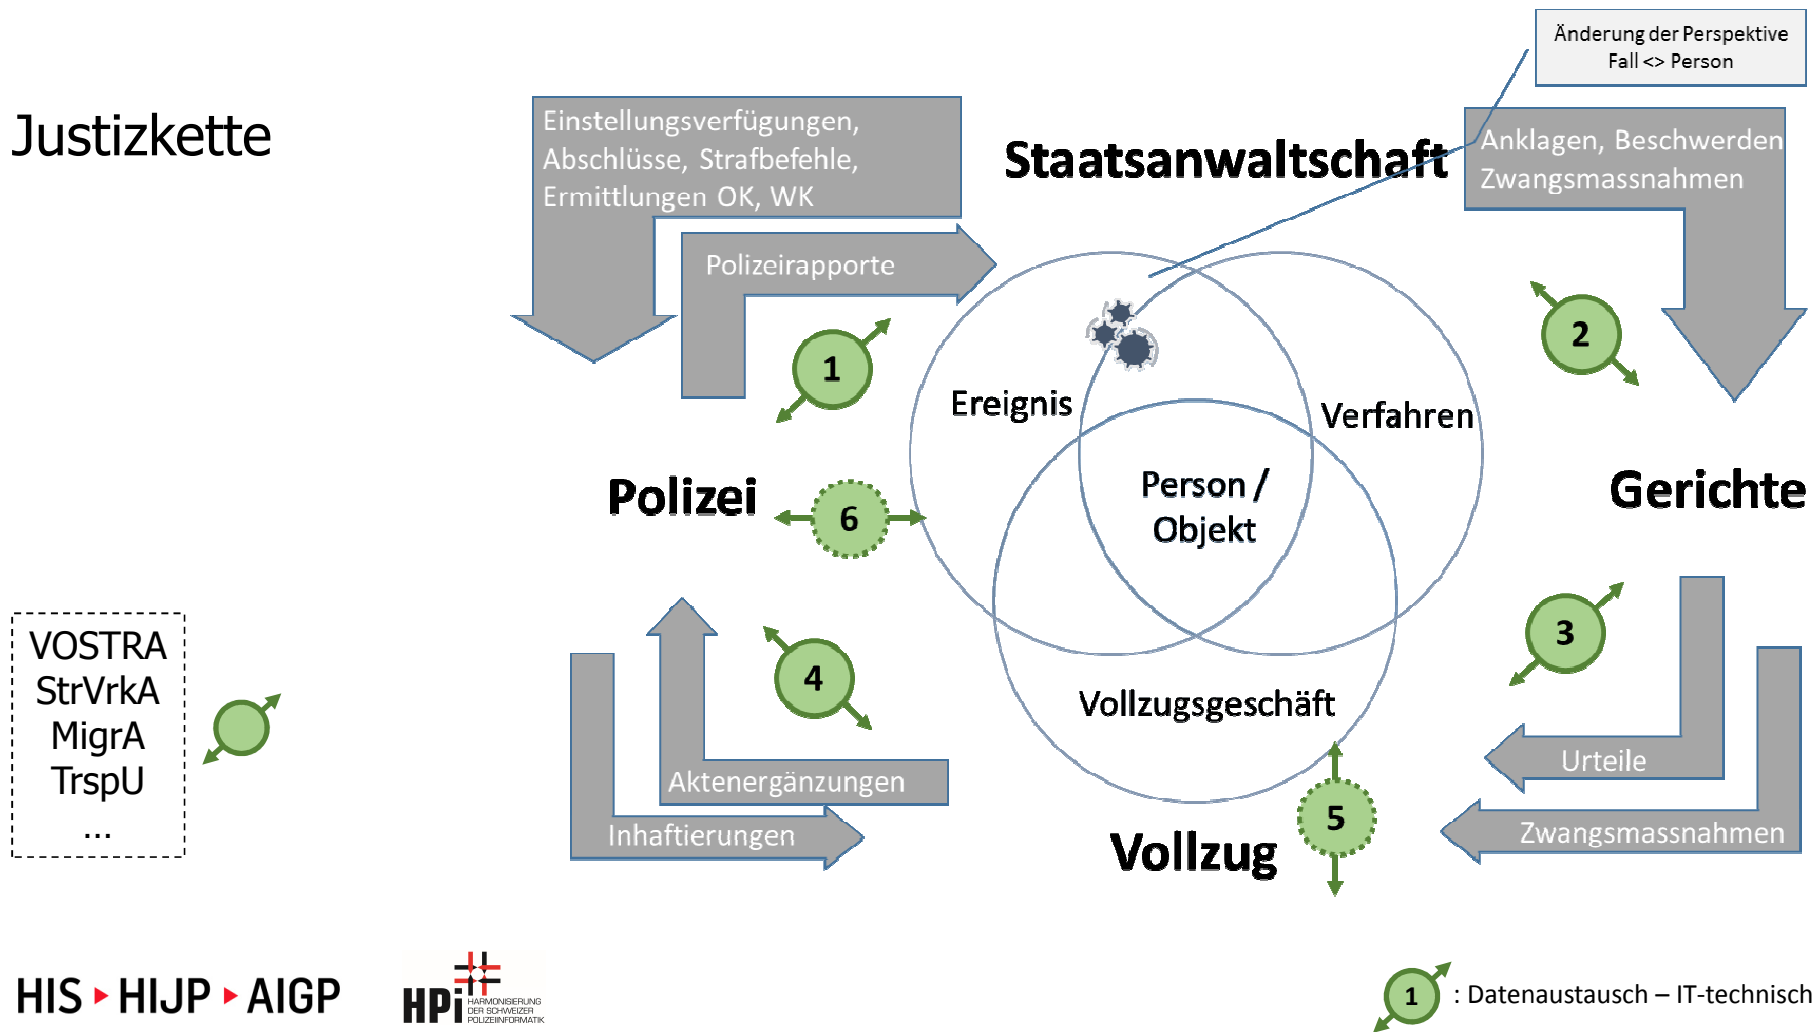 Änderung der Perspektive
Fall <> Person
Justizkette
Einstellungsverfügungen,
Abschlüsse, Strafbefehle,
Ermittlungen OK, WK
Staatsanwaltschaft
Anklagen, Beschwerden
Zwangsmassnahmen
Polizeirapporte
1
2
Ereignis
Verfahren
Polizei
6
Person /
Objekt
Gerichte
3
4
VOSTRA
StrVrkA
MigrA
TrspU
...
Vollzugsgeschäft
Aktenergänzungen
Inhaftierungen
5
Vollzug
Urteile
Zwangsmassnahmen
HIS HIJP AIGP
HPi HARMONISIERUNG
DER SCHWEIZER
POLIZEIINFORMATIK
1 : Datenaustausch – IT-technisch